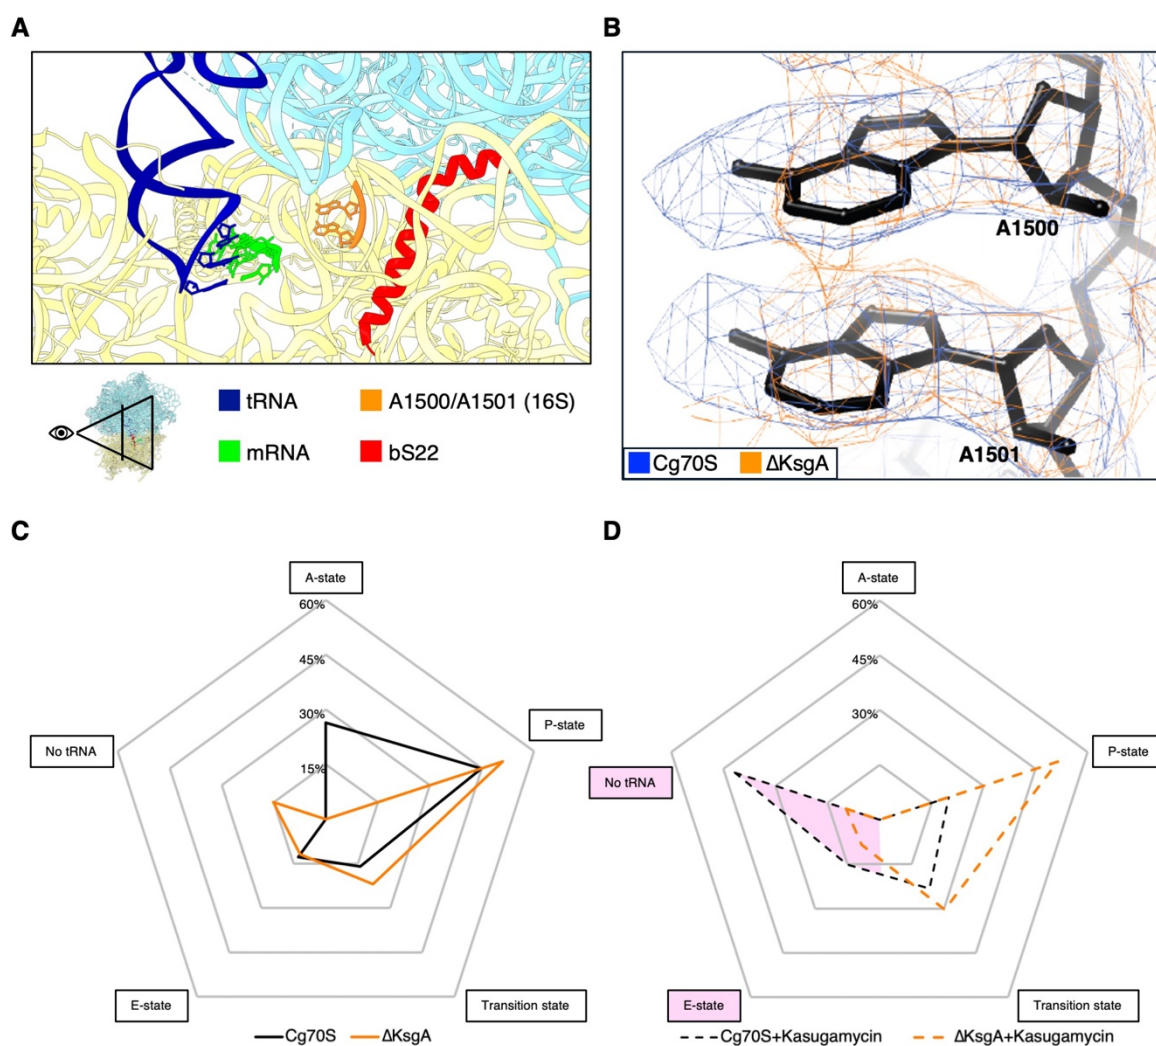 A
tRNA
A1500/A1501 (16S)
mRNA
bS22
B
A1500
A1501
Cg70S
ΔKsgA
C
A-state
60%
45%
30%
15%
P-state
No tRNA
E-state
Transition state
Cg70S
ΔKsgA
D
A-state
60%
45%
30%
15%
P-state
No tRNA
E-state
Transition state
Cg70S+Kasugamycin
ΔKsgA+Kasugamycin